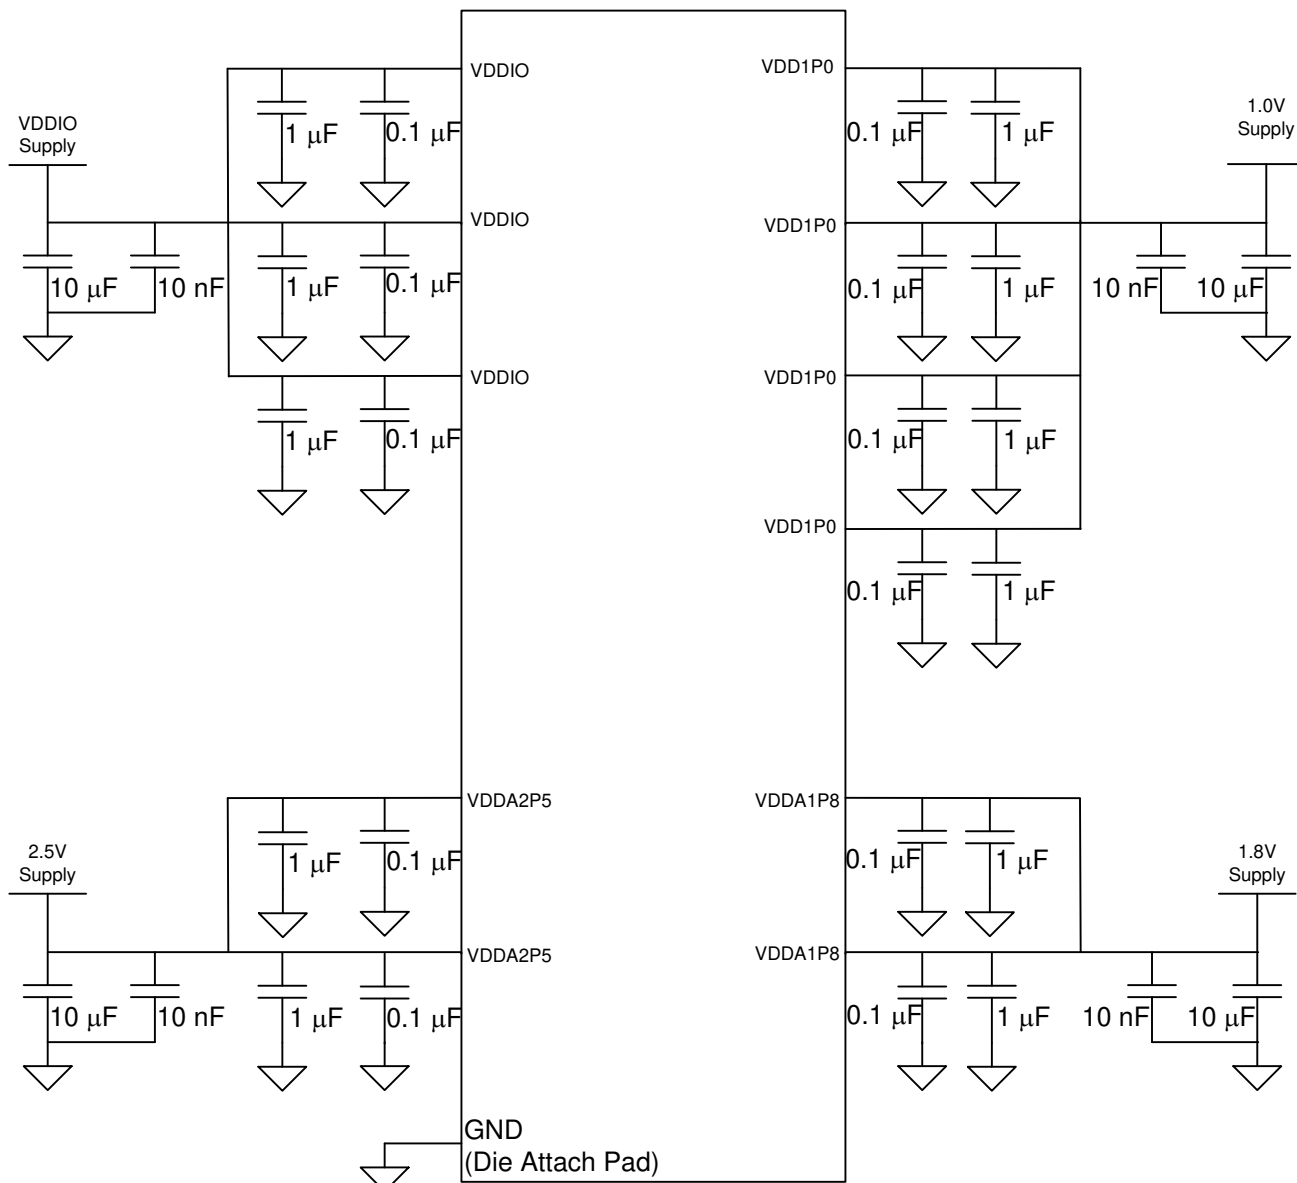 VDDIO
VDD1P0
1 μF
0.1 μF
0.1 μF
1 μF
VDDIO
Supply
1.0V
Supply
VDDIO
VDD1P0
10 μF
10 nF
1 μF
0.1 μF
0.1 μF
1 μF
10 nF
10 μF
VDDIO
VDD1P0
1 μF
0.1 μF
0.1 μF
1 μF
VDD1P0
0.1 μF
1 μF
VDDA2P5
VDDA1P8
1 μF
0.1 μF
0.1 μF
1 μF
2.5V
Supply
1.8V
Supply
VDDA2P5
VDDA1P8
10 μF
10 nF
1 μF
0.1 μF
0.1 μF
1 μF
10 nF
10 μF
GND
(Die Attach Pad)